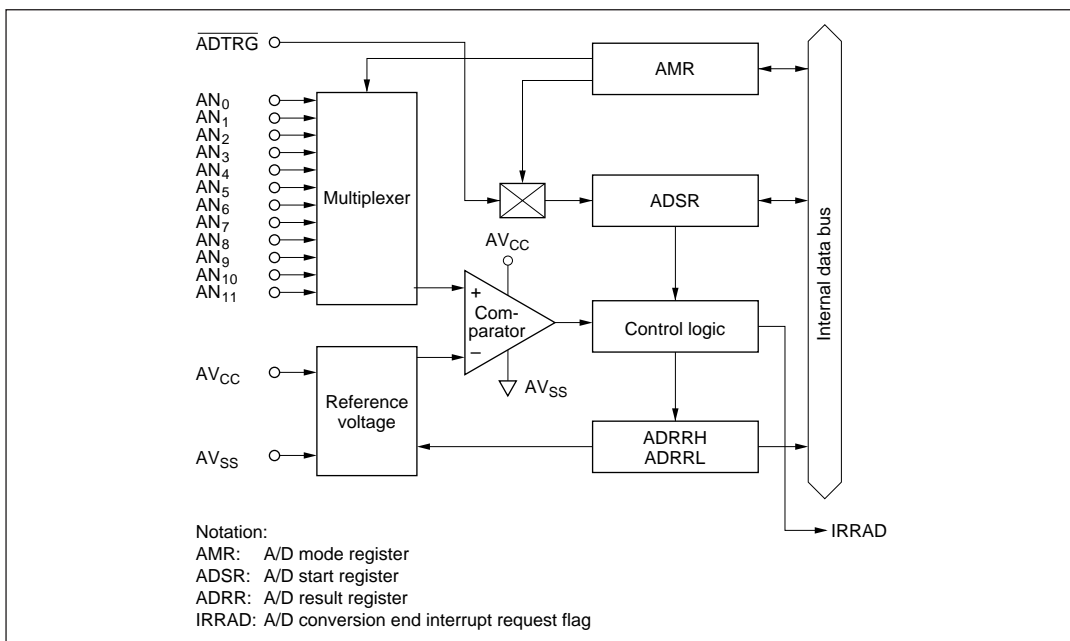 ADTRG
AMR
AN0
AN1
AN2
AN3
AN4
AN5
AN6
AN7
AN8
AN9
AN10
AN11
Multiplexer
ADSR
Internal data bus
AVCC
+
Com-
parator
−
AVSS
Control logic
AVCC
AVSS
Reference
voltage
ADRRH
ADRRL
IRRAD
Notation:
AMR: A/D mode register
ADSR: A/D start register
ADRR: A/D result register
IRRAD: A/D conversion end interrupt request flag